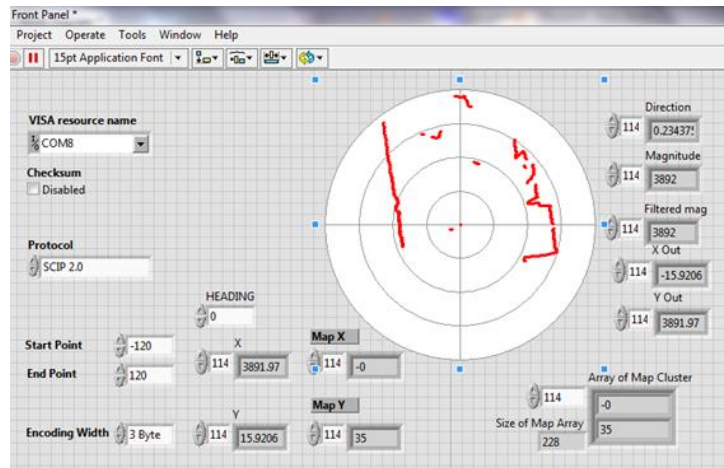 Front Panel *
Project Operate Tools Window Help
15pt Application Font
VISA resource name
COM8
Checksum
Disabled
Protocol
SCIP 2.0
HEADING
0
Start Point
-120
End Point
120
Encoding Width
3 Byte
X
114
3891.97
Y
114
15.9206
Map X
114
-0
Map Y
114
35
Direction
114
0.23437
Magnitude
114
3892
Filtered mag
114
3892
X Out
114
-15.9206
Y Out
114
3891.97
Array of Map Cluster
114
-0
35
Size of Map Array
228